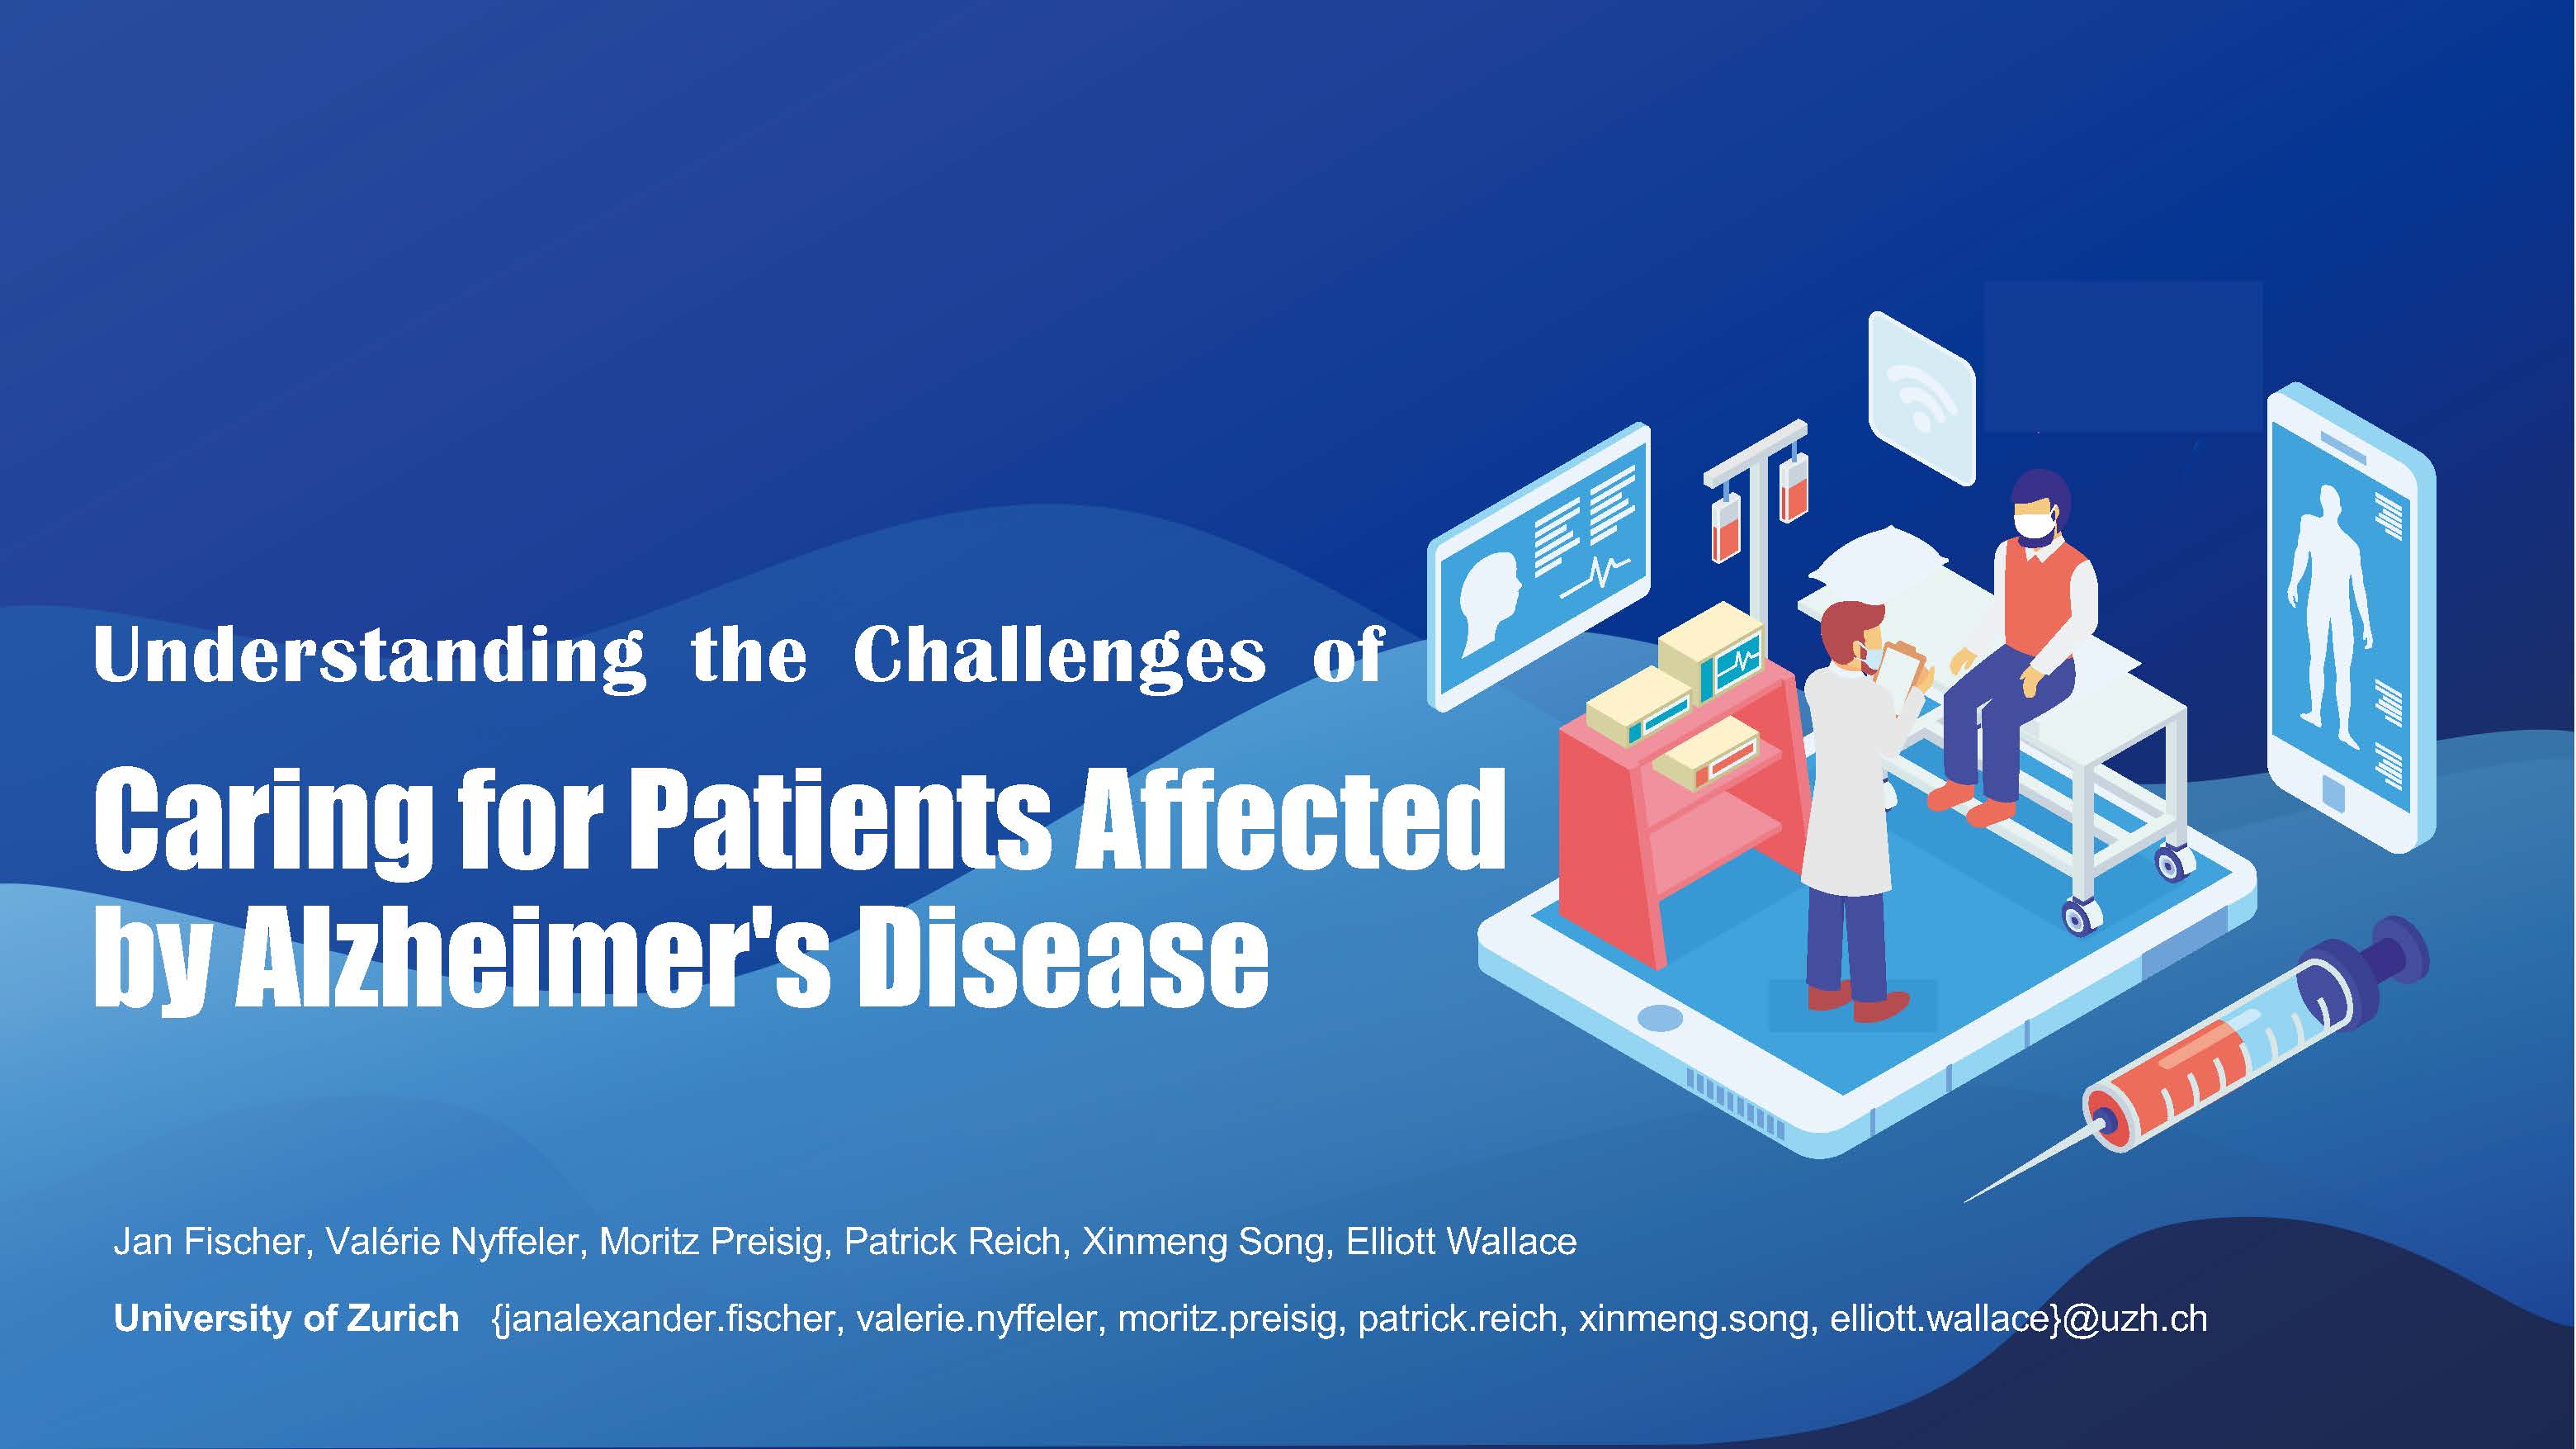 Understanding the Challenges of
Caring for Patients Affected
by Alzheimer's Disease
Jan Fischer, Valérie Nyffeler, Moritz Preisig, Patrick Reich, Xinmeng Song, Elliott Wallace
University of Zurich {janalexander.fischer, valerie.nyffeler, moritz.preisig, patrick.reich, xinmeng.song, elliott.wallace}@uzh.ch